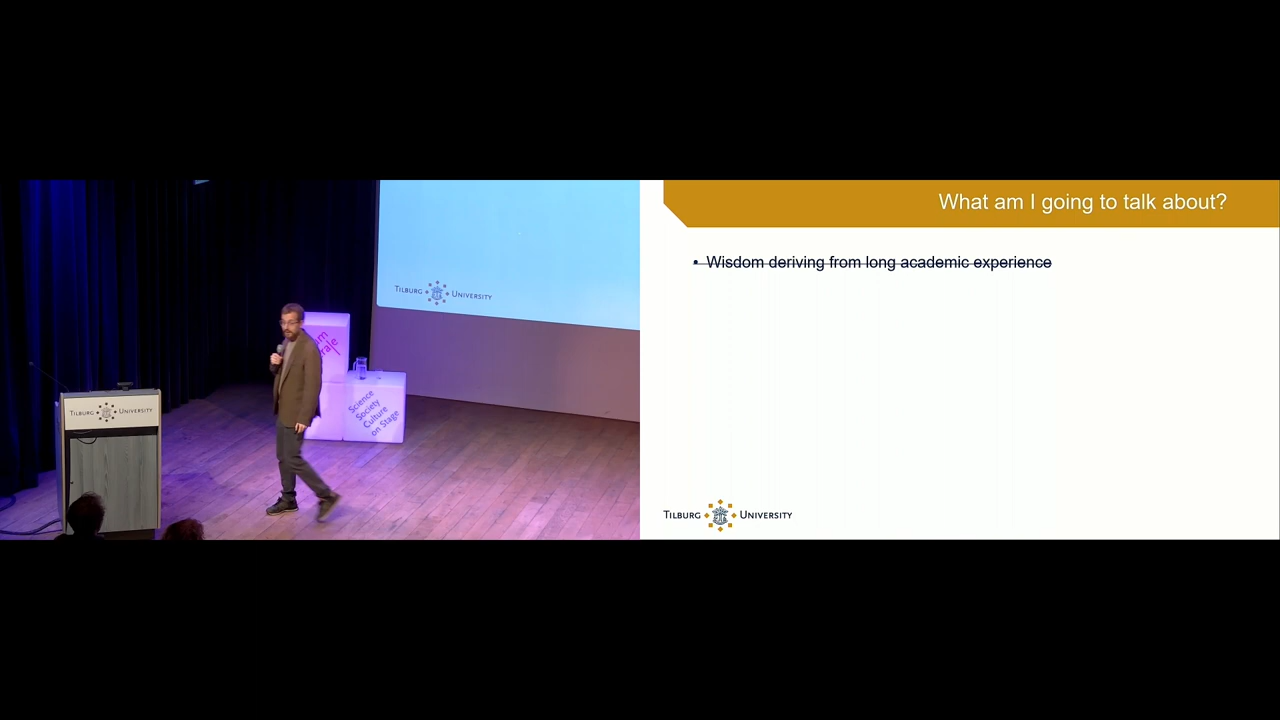 TILBURG UNIVERSITY
TILBURG UNIVERSITY
Science
Society
Culture
on Stage
What am I going to talk about?
• Wisdom deriving from long academic experience
TILBURG UNIVERSITY